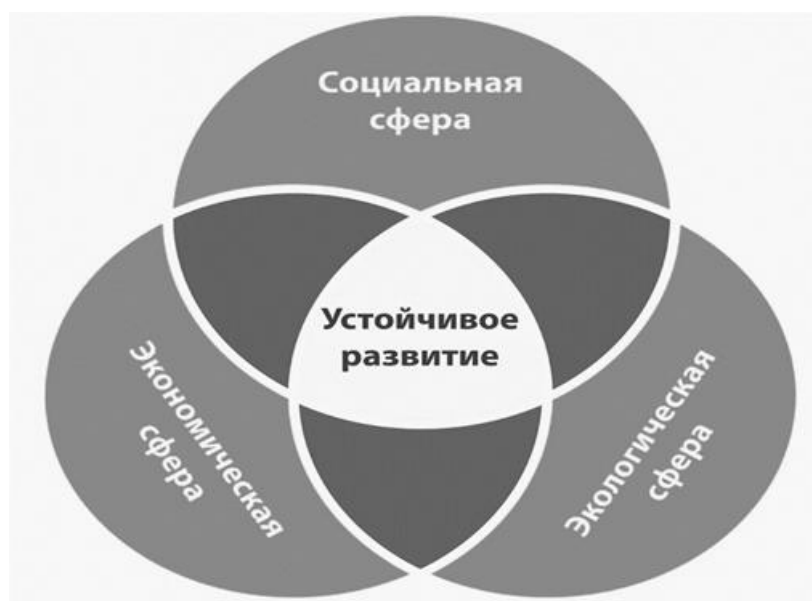 Социальная
сфера
Устойчивое
развитие
Экономическая
сфера
Экологическая
сфера